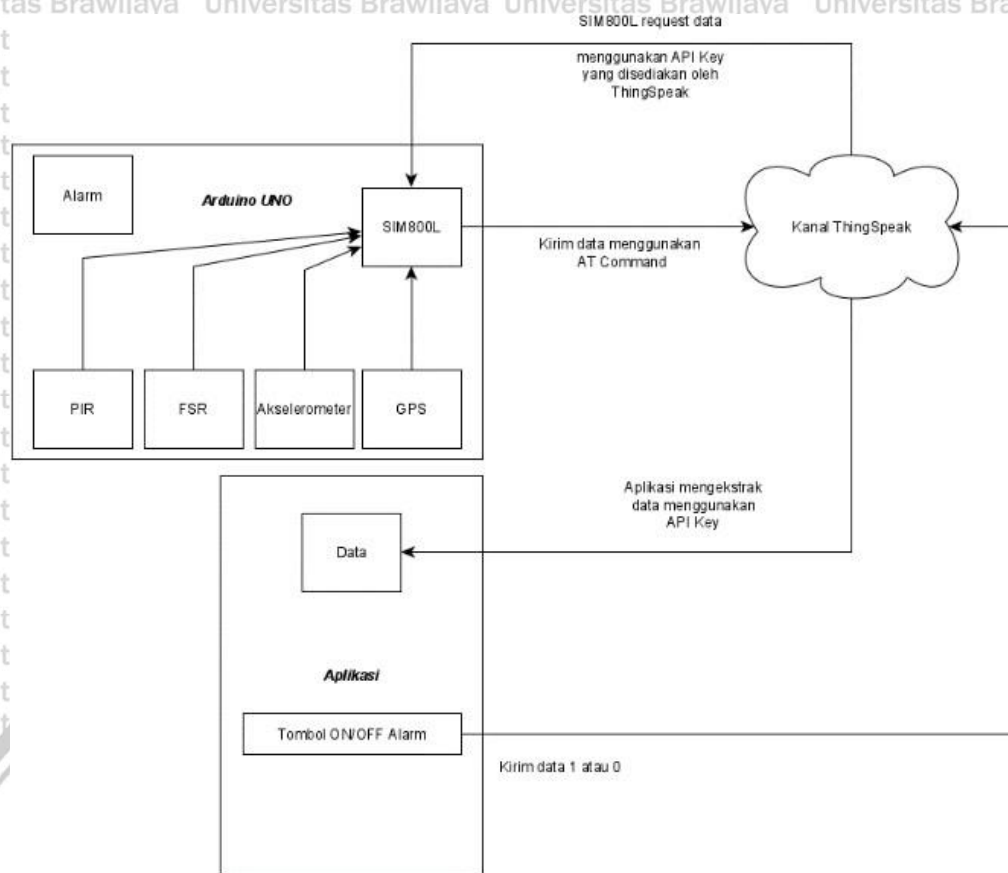 tas Brawijaya Universitas Brawijaya Universitas Brawijaya Universitas Bra
SIM800L request data
menggunakan API Key
yang disediakan oleh
ThingSpeak
Alarm
Arduino UNO
SIM800L
Kanal ThingSpeak
Kirim data menggunakan
AT Command
PIR
FSR
Akselerometer
GPS
Aplikasi mengekstrak
data menggunakan
API Key
Data
Aplikasi
Tombol ON/OFF Alarm
Kirim data 1 atau 0